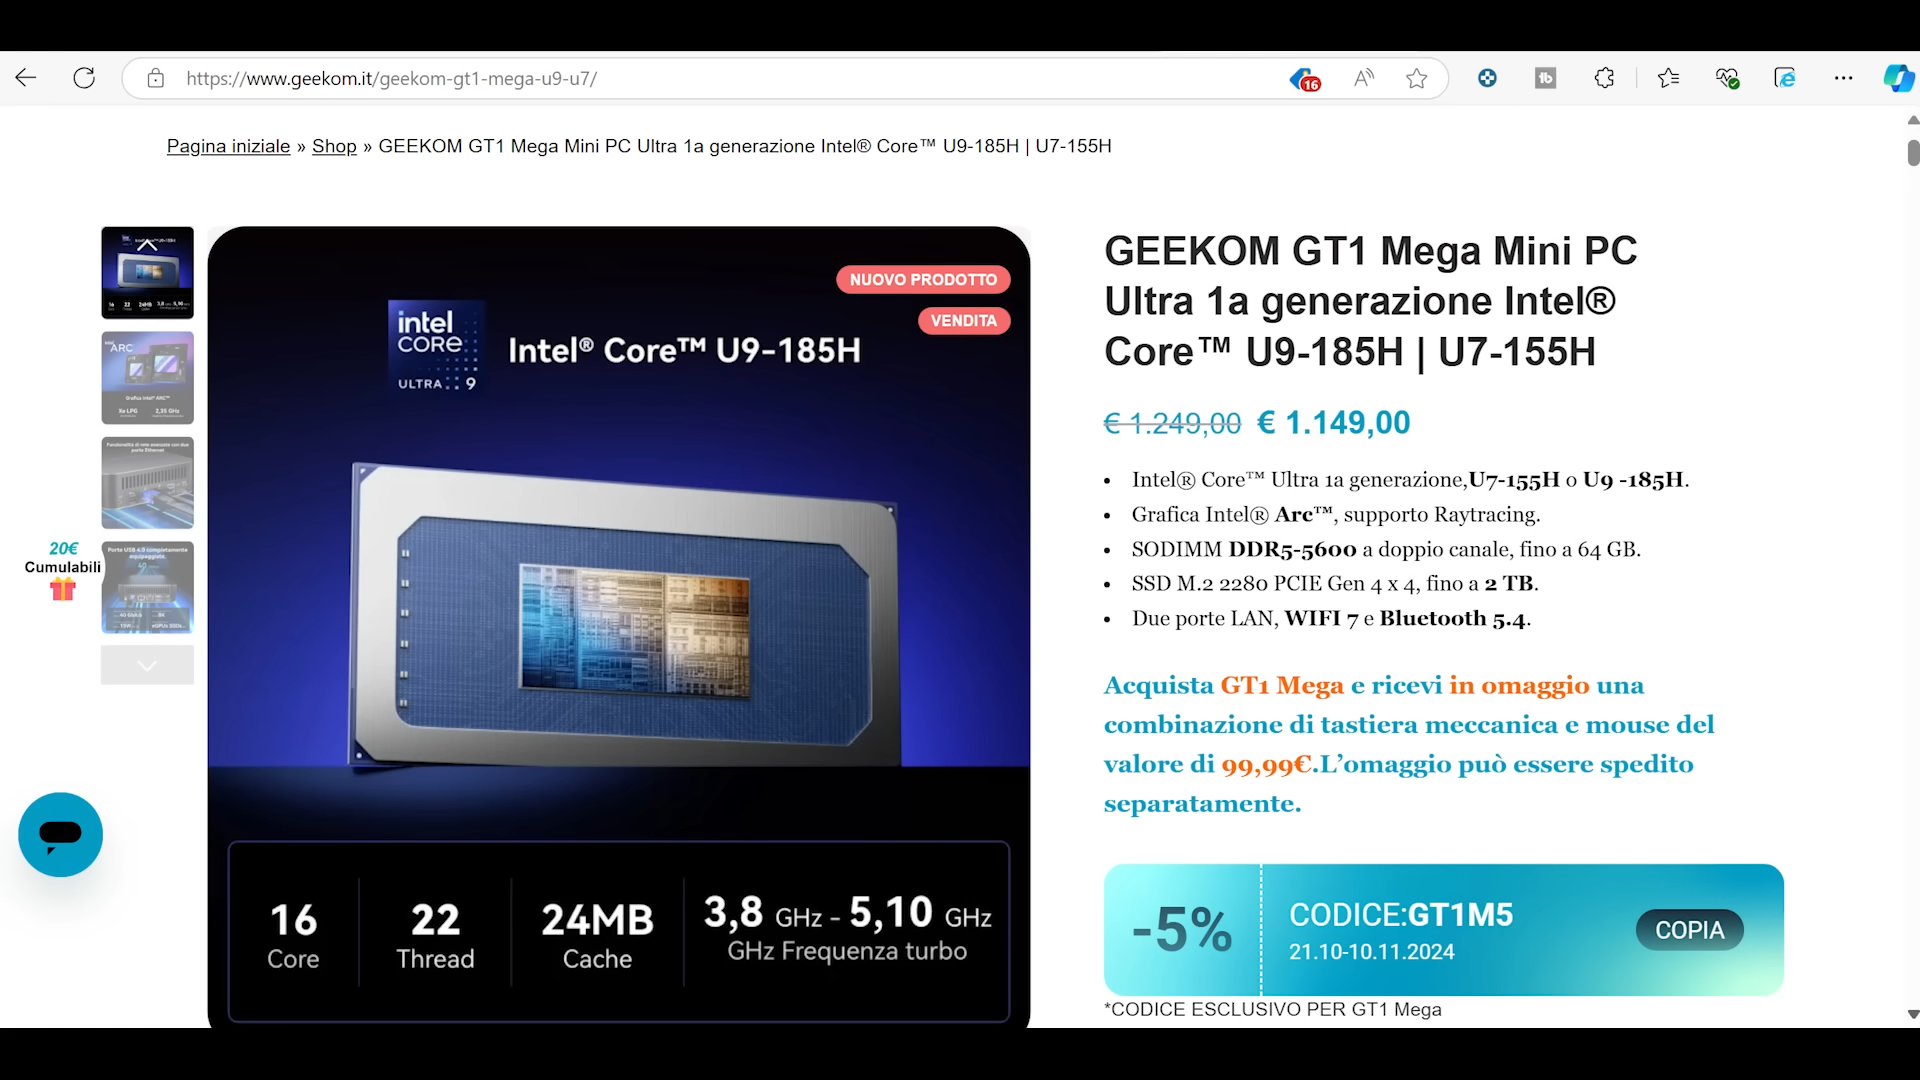 https://www.geekom.it/geekom-gt1-mega-u9-u7/
16
Pagina iniziale » Shop » GEEKOM GT1 Mega Mini PC Ultra 1a generazione Intel® Core™ U9-185H | U7-155H
NUOVO PRODOTTO
VENDITA
intel
CORE
ULTRA 9
Intel® Core™ U9-185H
16
Core
22
Thread
24MB
Cache
3,8 GHz - 5,10 GHz
GHz Frequenza turbo
20€
Cumulabili
GEEKOM GT1 Mega Mini PC
Ultra 1a generazione Intel®
Core™ U9-185H | U7-155H
€ 1.249,00 € 1.149,00
• Intel® Core™ Ultra 1a generazione,U7-155H o U9 -185H.
• Grafica Intel® Arc™, supporto Raytracing.
• SODIMM DDR5-5600 a doppio canale, fino a 64 GB.
• SSD M.2 2280 PCIE Gen 4 x 4, fino a 2 TB.
• Due porte LAN, WIFI 7 e Bluetooth 5.4.
Acquista GT1 Mega e ricevi in omaggio una
combinazione di tastiera meccanica e mouse del
valore di 99,99€.L’omaggio può essere spedito
separatamente.
-5%
CODICE:GT1M5
21.10-10.11.2024
COPIA
*CODICE ESCLUSIVO PER GT1 Mega